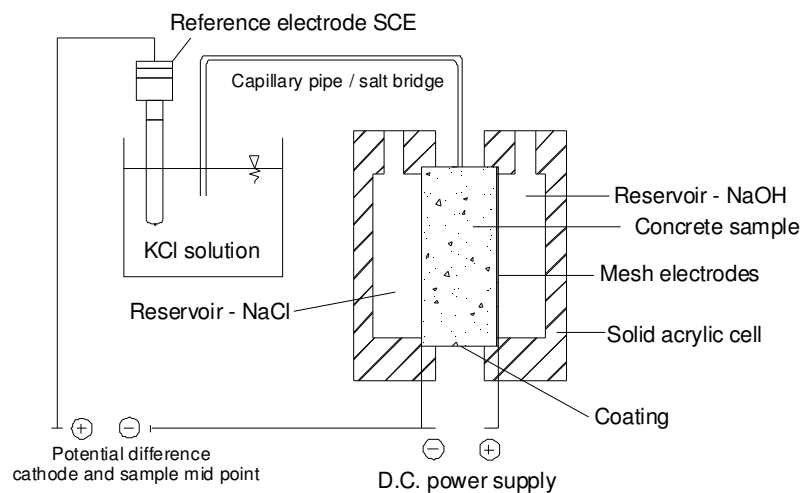 Reference electrode SCE
Capillary pipe / salt bridge
Reservoir - NaOH
Concrete sample
KCl solution
Mesh electrodes
Reservoir - NaCl
Solid acrylic cell
Coating
+ -
Potential difference
cathode and sample mid point
- +
D.C. power supply